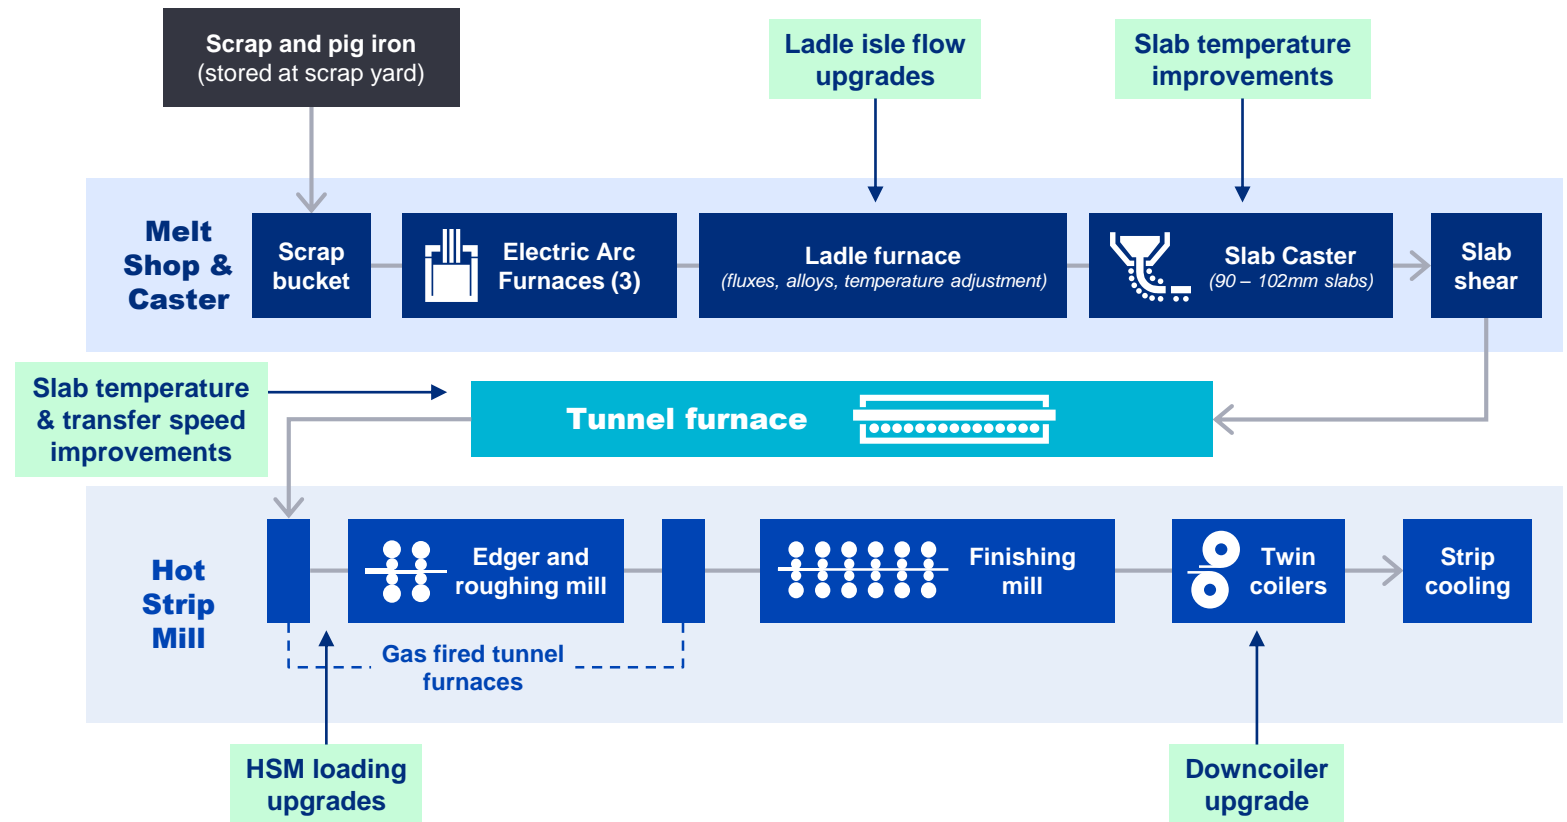 Scrap and pig iron
(stored at scrap yard)
Ladle isle flow
upgrades
Slab temperature
improvements
Melt
Shop &
Caster
Scrap
bucket
Electric Arc
Furnaces (3)
Ladle furnace
(fluxes, alloys, temperature adjustment)
Slab Caster
(90 – 102mm slabs)
Slab
shear
Slab temperature
& transfer speed
improvements
Tunnel furnace
Hot
Strip
Mill
Edger and
roughing mill
Finishing
mill
Twin
coilers
Strip
cooling
Gas fired tunnel
furnaces
HSM loading
upgrades
Downcoiler
upgrade